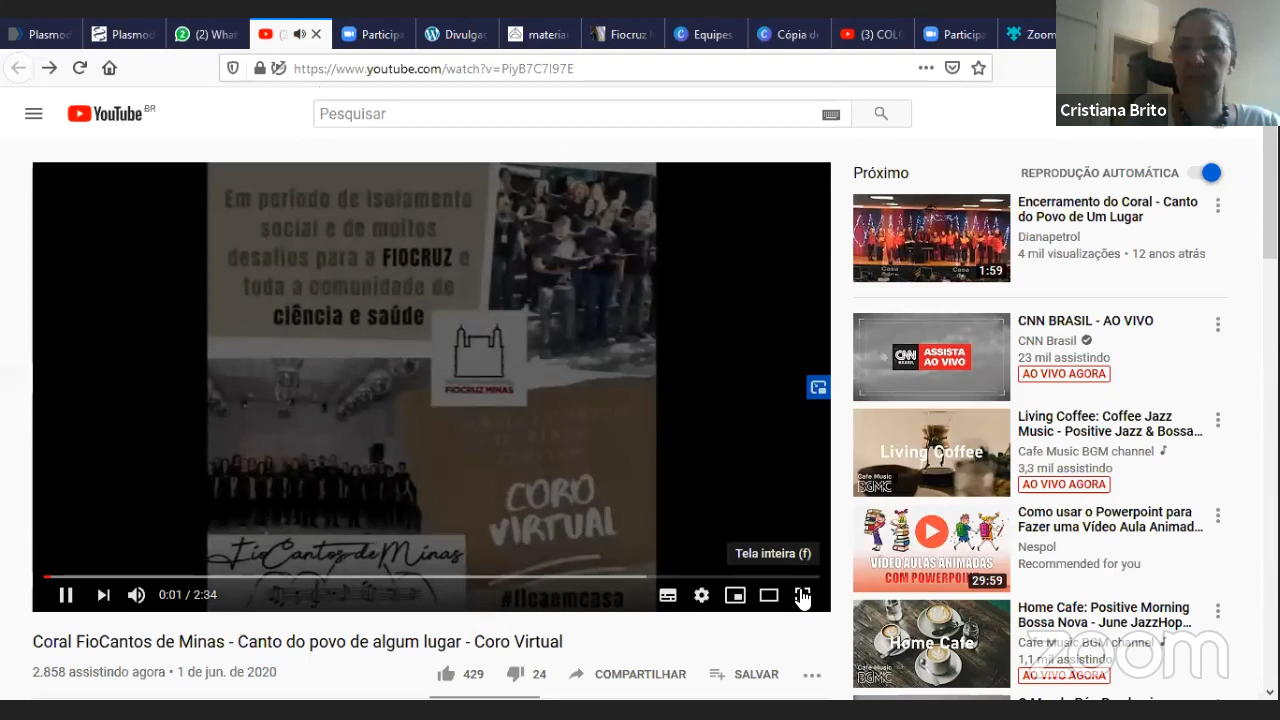 Plasmod
Plasmod
(2) What
(3
Participa
Divulgaç
materiai
Fiocruz M
Equipes
Cópia de
(3) COLÓ
Participa
Zoom
https://www.youtube.com/watch?v=PiyB7C7I97E
Cristiana Brito
YouTube BR
Pesquisar
Em período de isolamento
social e de muitos
desafios para a FIOCRUZ e
toda a comunidade de
ciência e saúde
FIOCRUZ MINAS
CORO
VIRTUAL
FioCantos de Minas
#ficaemcasa
Tela inteira (f)
0:01 / 2:34
Coral FioCantos de Minas - Canto do povo de algum lugar - Coro Virtual
2.858 assistindo agora • 1 de jun. de 2020
429
24
COMPARTILHAR
SALVAR
Próximo
REPRODUÇÃO AUTOMÁTICA
1:59
Encerramento do Coral - Canto
do Povo de Um Lugar
Dianapetrol
4 mil visualizações • 12 anos atrás
CNN
ASSISTA
AO VIVO
CNN BRASIL - AO VIVO
CNN Brasil
23 mil assistindo
AO VIVO AGORA
Living Coffee
Cafe Music
BGMC
Living Coffee: Coffee Jazz
Music - Positive Jazz & Bossa...
Cafe Music BGM channel
3,3 mil assistindo
AO VIVO AGORA
VÍDEO AULAS ANIMADAS
COM POWERPOINT
29:59
Como usar o Powerpoint para
Fazer uma Vídeo Aula Animad...
Nespol
Recommended for you
Home Cafe
Cafe Music
BGMC
Home Cafe: Positive Morning
Bossa Nova - June JazzHop...
Cafe Music BGM channel
1,1 mil assistindo
AO VIVO AGORA
zoom